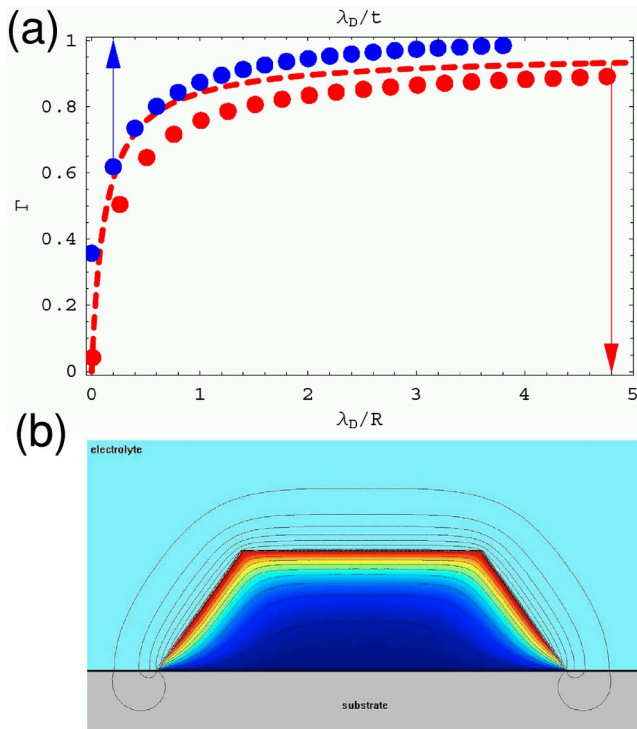 (a)
λD/t
1
0.8
0.6
0.4
0.2
0
Γ
0 1 2 3 4 5
λD/R
(b)
electrolyte
substrate